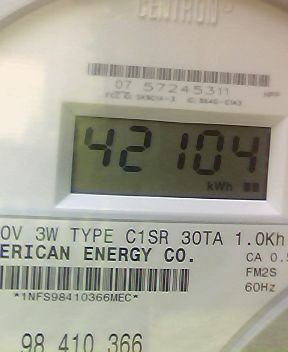 CENTRON
07 57245311
42104
kWh
0V 3W TYPE C1SR 30TA 1.0Kh
ERICAN ENERGY CO.
CA 0.5
FM2S
60Hz
*1NFS98410366MEC*
98 410 366